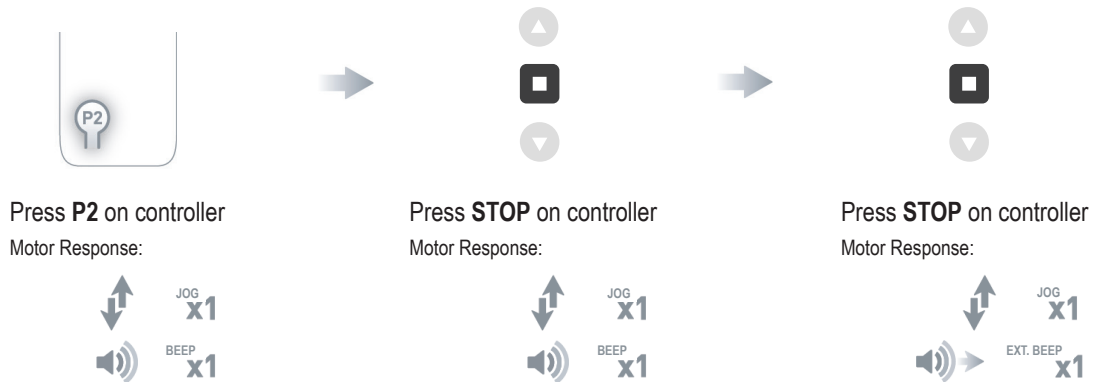 P2
Press P2 on controller
Motor Response:
JOG
x1
BEEP
x1
Press STOP on controller
Motor Response:
JOG
x1
BEEP
x1
Press STOP on controller
Motor Response:
JOG
x1
EXT. BEEP
x1